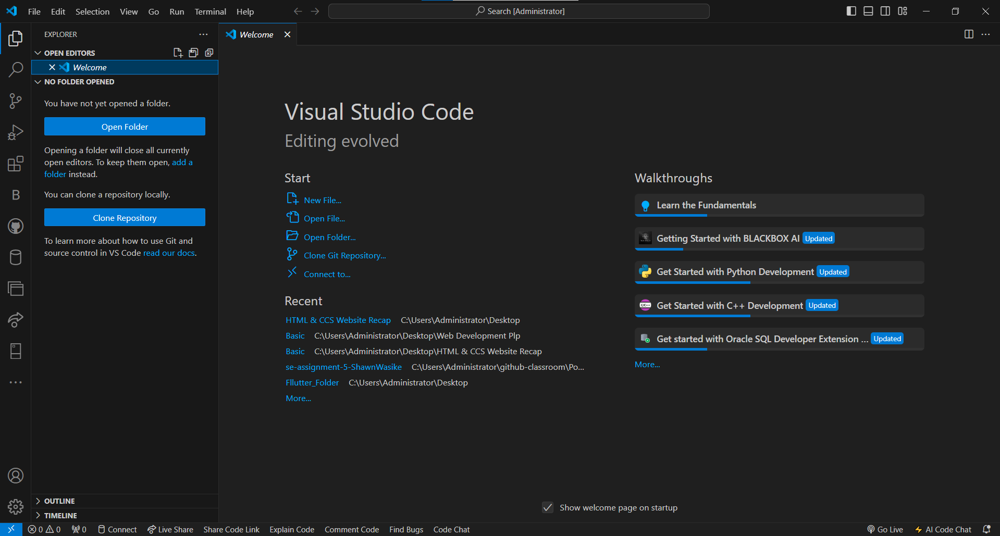 File Edit Selection View Go Run Terminal Help
Search [Administrator]
EXPLORER
Welcome
OPEN EDITORS
Welcome
NO FOLDER OPENED
You have not yet opened a folder.
Open Folder
Opening a folder will close all currently
open editors. To keep them open, add a
folder instead.
You can clone a repository locally.
Clone Repository
To learn more about how to use Git and
source control in VS Code read our docs.
B
OUTLINE
TIMELINE
Visual Studio Code
Editing evolved
Start
New File...
Open File...
Open Folder...
Clone Git Repository...
Connect to...
Recent
HTML & CCS Website Recap C:\Users\Administrator\Desktop
Basic C:\Users\Administrator\Desktop\Web Development Plp
Basic C:\Users\Administrator\Desktop\HTML & CCS Website Recap
se-assignment-5-ShawnWasike C:\Users\Administrator\github-classroom\Po...
Fllutter_Folder C:\Users\Administrator\Desktop
More...
Walkthroughs
Learn the Fundamentals
Getting Started with BLACKBOX AI Updated
Get Started with Python Development Updated
C/C++ Get Started with C++ Development Updated
Get started with Oracle SQL Developer Extension ... Updated
More...
Show welcome page on startup
0 0 0 Connect Live Share Share Code Link Explain Code Comment Code Find Bugs Code Chat Go Live AI Code Chat